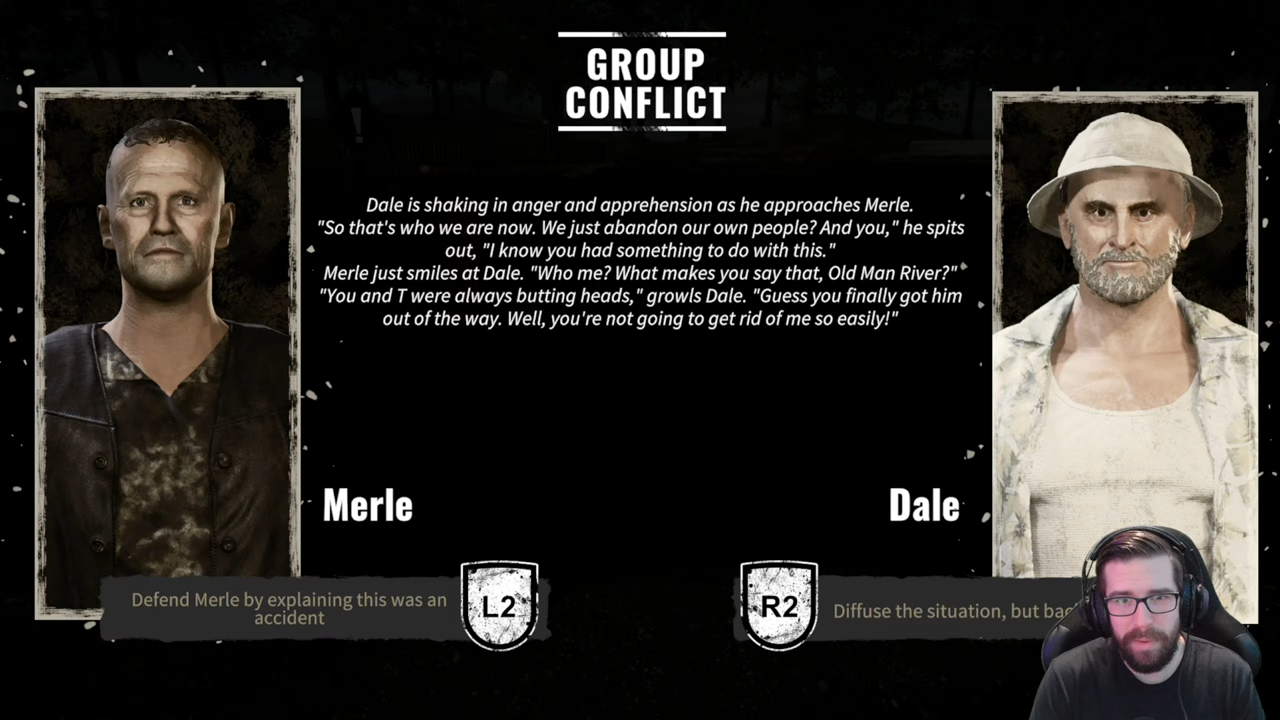 GROUP
CONFLICT
Dale is shaking in anger and apprehension as he approaches Merle.
"So that's who we are now. We just abandon our own people? And you," he spits
out, "I know you had something to do with this."
Merle just smiles at Dale. "Who me? What makes you say that, Old Man River?"
"You and T were always butting heads," growls Dale. "Guess you finally got him
out of the way. Well, you're not going to get rid of me so easily!"
Merle
Dale
Defend Merle by explaining this was an
accident
L2
R2
Diffuse the situation, but